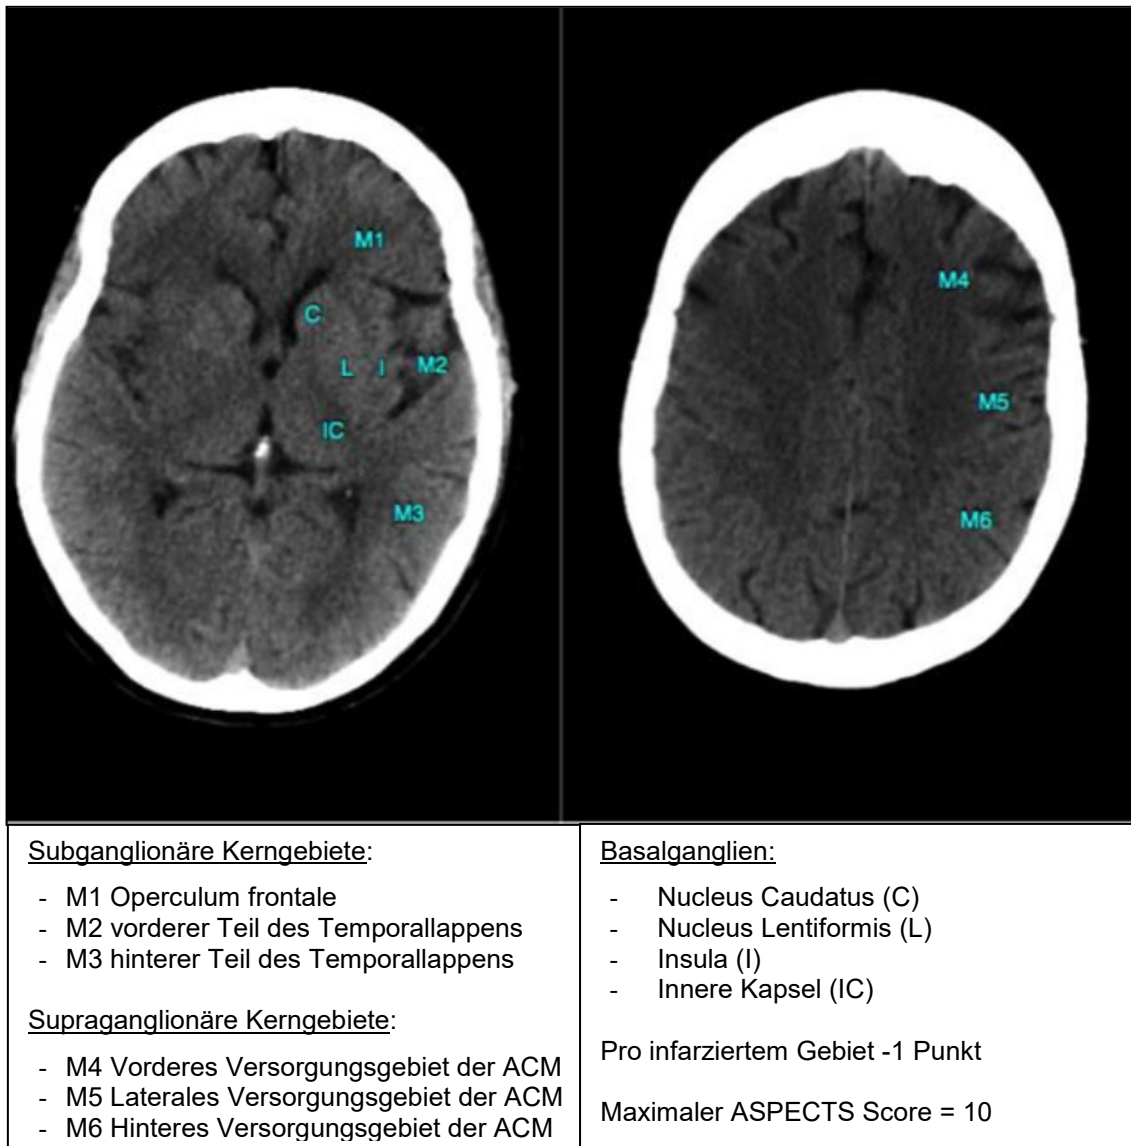 M1
C
L I M2
IC
M3
M4
M5
M6
Subganglionäre Kerngebiete:
- M1 Operculum frontale
- M2 vorderer Teil des Temporallappens
- M3 hinterer Teil des Temporallappens
Supraganglionäre Kerngebiete:
- M4 Vorderes Versorgungsgebiet der ACM
- M5 Laterales Versorgungsgebiet der ACM
- M6 Hinteres Versorgungsgebiet der ACM
Basalganglien:
- Nucleus Caudatus (C)
- Nucleus Lentiformis (L)
- Insula (I)
- Innere Kapsel (IC)
Pro infarziertem Gebiet -1 Punkt
Maximaler ASPECTS Score = 10